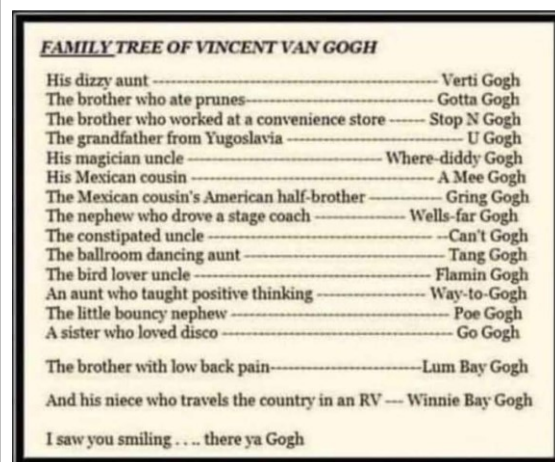 FAMILY TREE OF VINCENT VAN GOGH
His dizzy aunt ------------------------------------------------ Verti Gogh
The brother who ate prunes-------------------------------- Gotta Gogh
The brother who worked at a convenience store ------ Stop N Gogh
The grandfather from Yugoslavia ------------------------------ U Gogh
His magician uncle --------------------------------- Where-diddy Gogh
His Mexican cousin ---------------------------------------- A Mee Gogh
The Mexican cousin's American half-brother ------------ Gring Gogh
The nephew who drove a stage coach --------------- Wells-far Gogh
The constipated uncle ---------------------------------------Can't Gogh
The ballroom dancing aunt ---------------------------------- Tang Gogh
The bird lover uncle ---------------------------------------- Flamin Gogh
An aunt who taught positive thinking ------------------ Way-to-Gogh
The little bouncy nephew -------------------------------------- Poe Gogh
A sister who loved disco --------------------------------------- Go Gogh
The brother with low back pain-------------------------Lum Bay Gogh
And his niece who travels the country in an RV --- Winnie Bay Gogh
I saw you smiling . . .. there ya Gogh